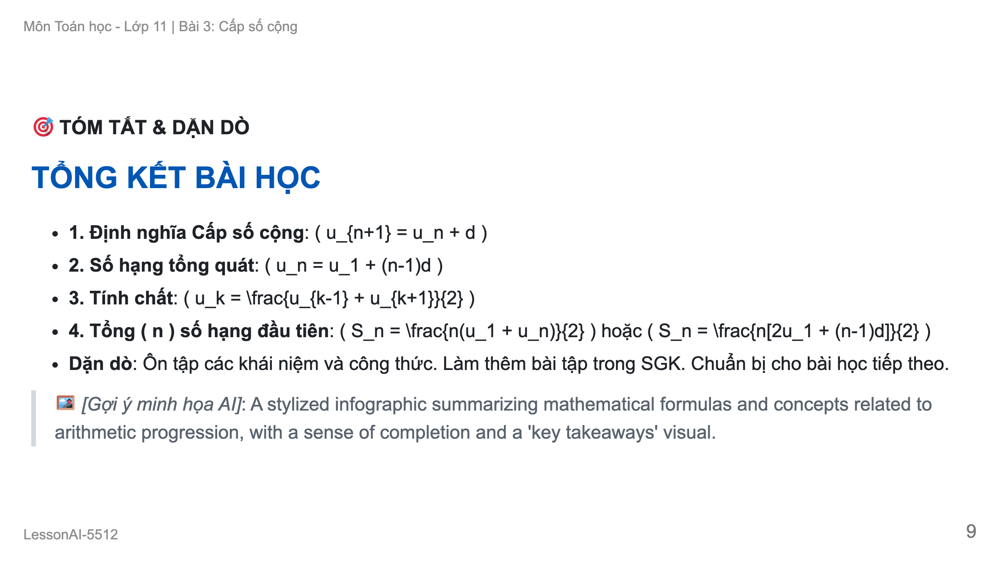 Môn Toán học - Lớp 11 | Bài 3: Cấp số cộng
🎯 TÓM TẮT & DẶN DÒ
TỔNG KẾT BÀI HỌC
• 1. Định nghĩa Cấp số cộng: ( u_{n+1} = u_n + d )
• 2. Số hạng tổng quát: ( u_n = u_1 + (n-1)d )
• 3. Tính chất: ( u_k = \frac{u_{k-1} + u_{k+1}}{2} )
• 4. Tổng ( n ) số hạng đầu tiên: ( S_n = \frac{n(u_1 + u_n)}{2} ) hoặc ( S_n = \frac{n[2u_1 + (n-1)d]}{2} )
• Dặn dò: Ôn tập các khái niệm và công thức. Làm thêm bài tập trong SGK. Chuẩn bị cho bài học tiếp theo.
🖼️ [Gợi ý minh họa AI]: A stylized infographic summarizing mathematical formulas and concepts related to
arithmetic progression, with a sense of completion and a 'key takeaways' visual.
LessonAI-5512
9